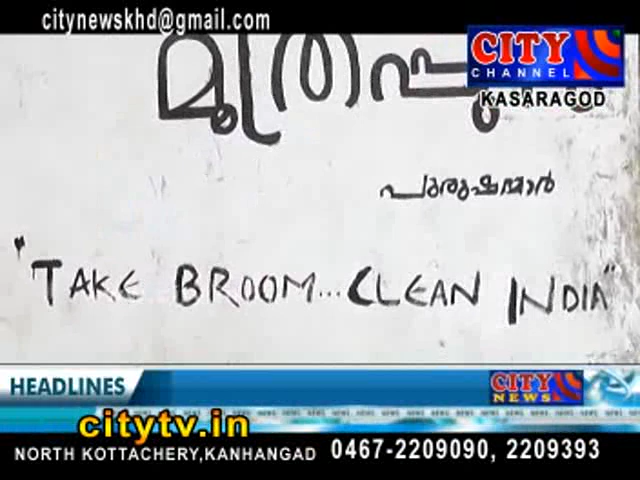 citynewskhd@gmail.com
CITY
CHANNEL
KASARAGOD
പുരുഷന്മാർ
"TAKE BROOM... CLEAN INDIA"
HEADLINES
CITY
NEWS
citytv.in
NORTH KOTTACHERY,KANHANGAD 0467-2209090, 2209393